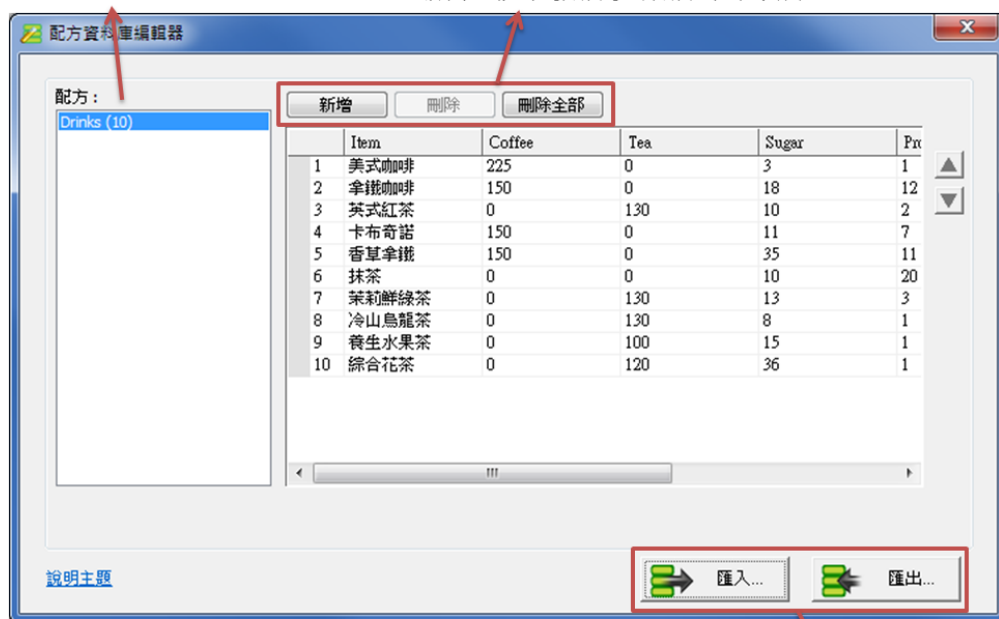 配方資料庫編輯器
配方：
Drinks (10)
新增 刪除 刪除全部
Item Coffee Tea Sugar
1 美式咖啡 225 0 3 1
2 拿鐵咖啡 150 0 18 12
3 英式紅茶 0 130 10 2
4 卡布奇諾 150 0 11 7
5 香草拿鐵 150 0 35 11
6 抹茶 0 0 10 20
7 茉莉鮮綠茶 0 130 13 3
8 冷山烏龍茶 0 130 8 1
9 養生水果茶 0 100 15 1
10 綜合花茶 0 120 36 1
說明主題
匯入... 匯出...